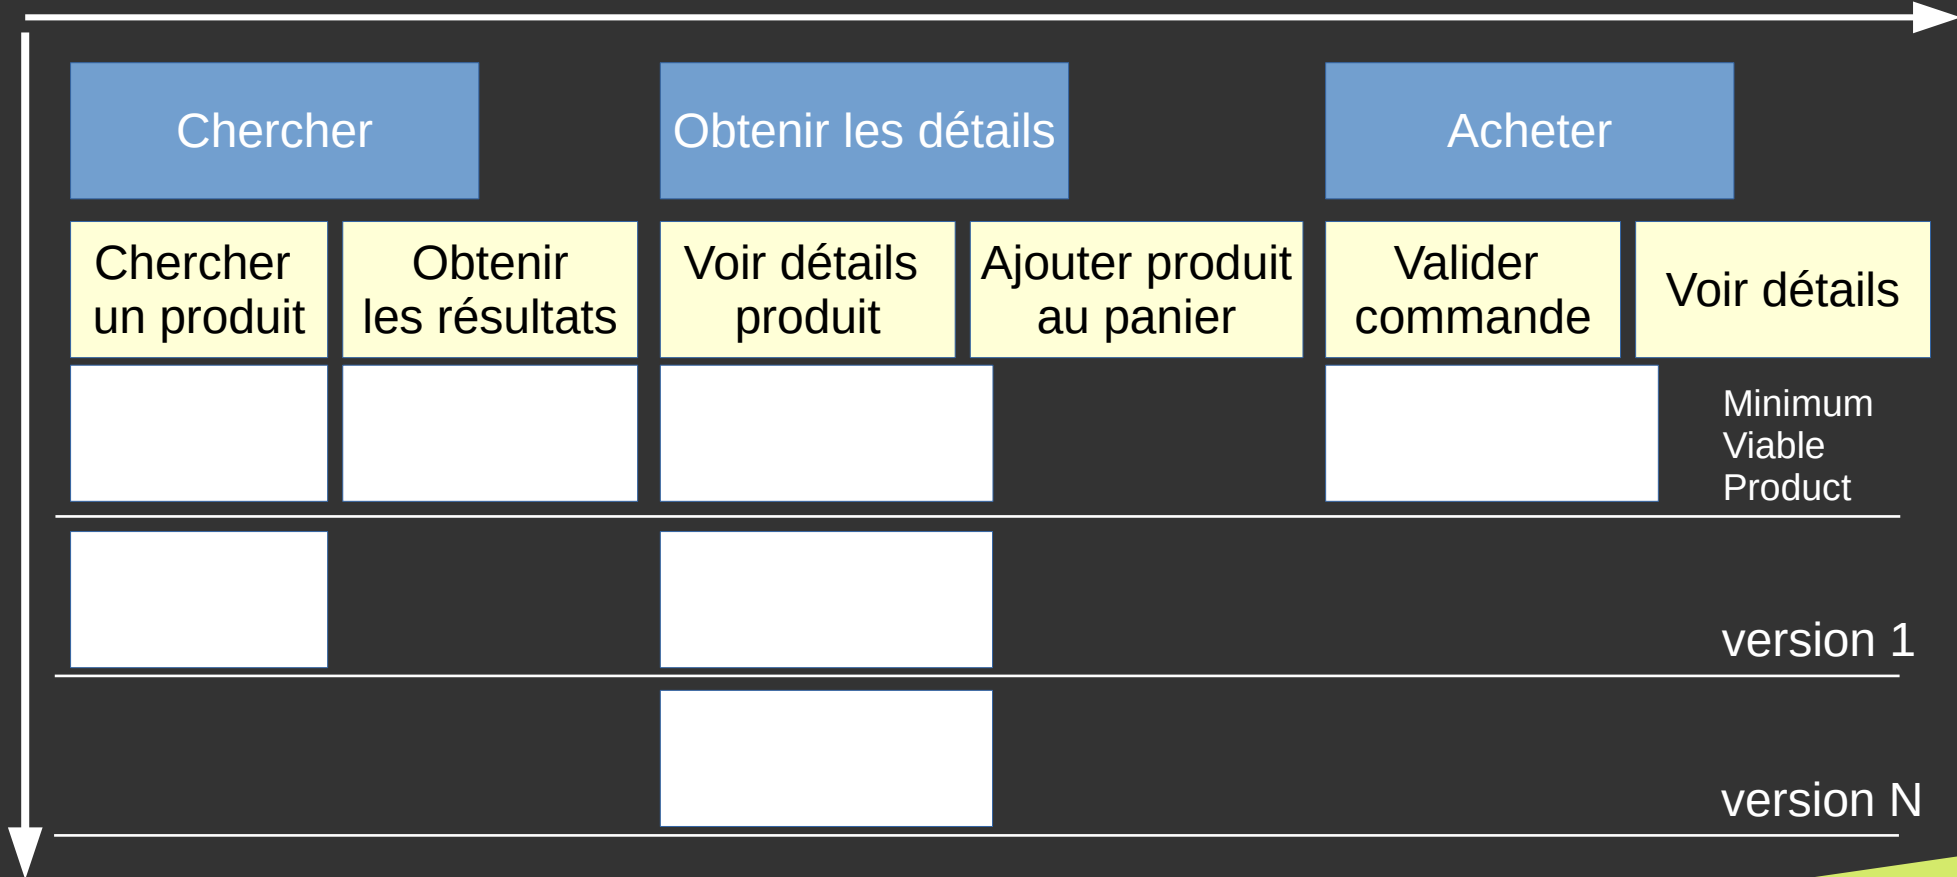 Chercher
Obtenir les détails
Acheter
Chercher
un produit
Obtenir
les résultats
Voir détails
produit
Ajouter produit
au panier
Valider
commande
Voir détails
Minimum
Viable
Product
version 1
version N